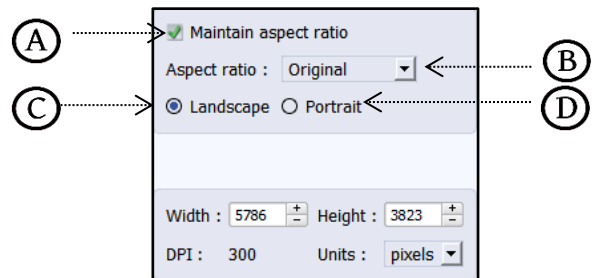 A Maintain aspect ratio
Aspect ratio : Original B
C Landscape Portrait D
Width : 5786 + - Height : 3823 + -
DPI : 300 Units : pixels